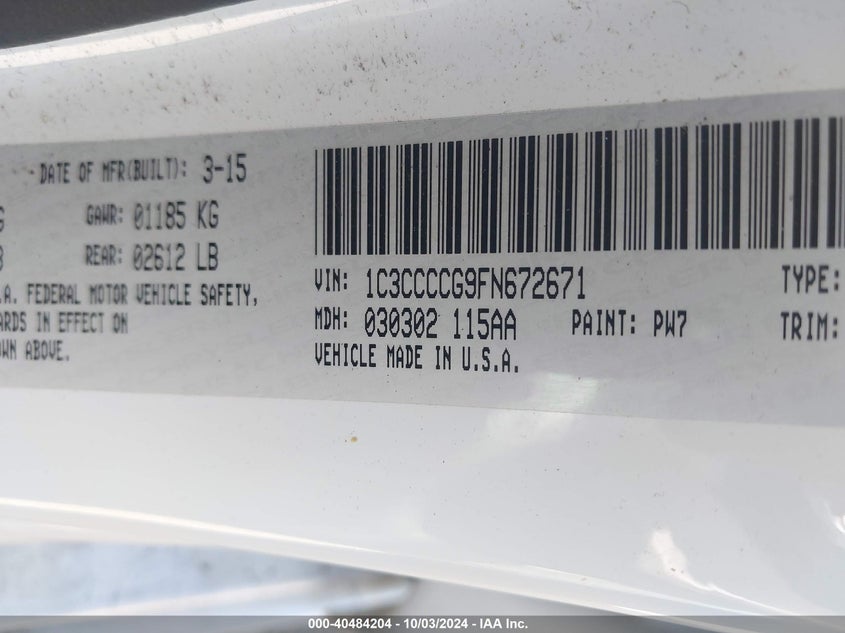 DATE OF MFR(BUILT): 3-15
GAWR: 01185 KG
REAR: 02612 LB
.A. FEDERAL MOTOR VEHICLE SAFETY,
ARDS IN EFFECT ON
WN ABOVE.
VIN: 1C3CCCCG9FN672671
TYPE:
MDH: 030302 115AA PAINT: PW7
TRIM:
VEHICLE MADE IN U.S.A.
000-40484204 - 10/03/2024 - IAA Inc.